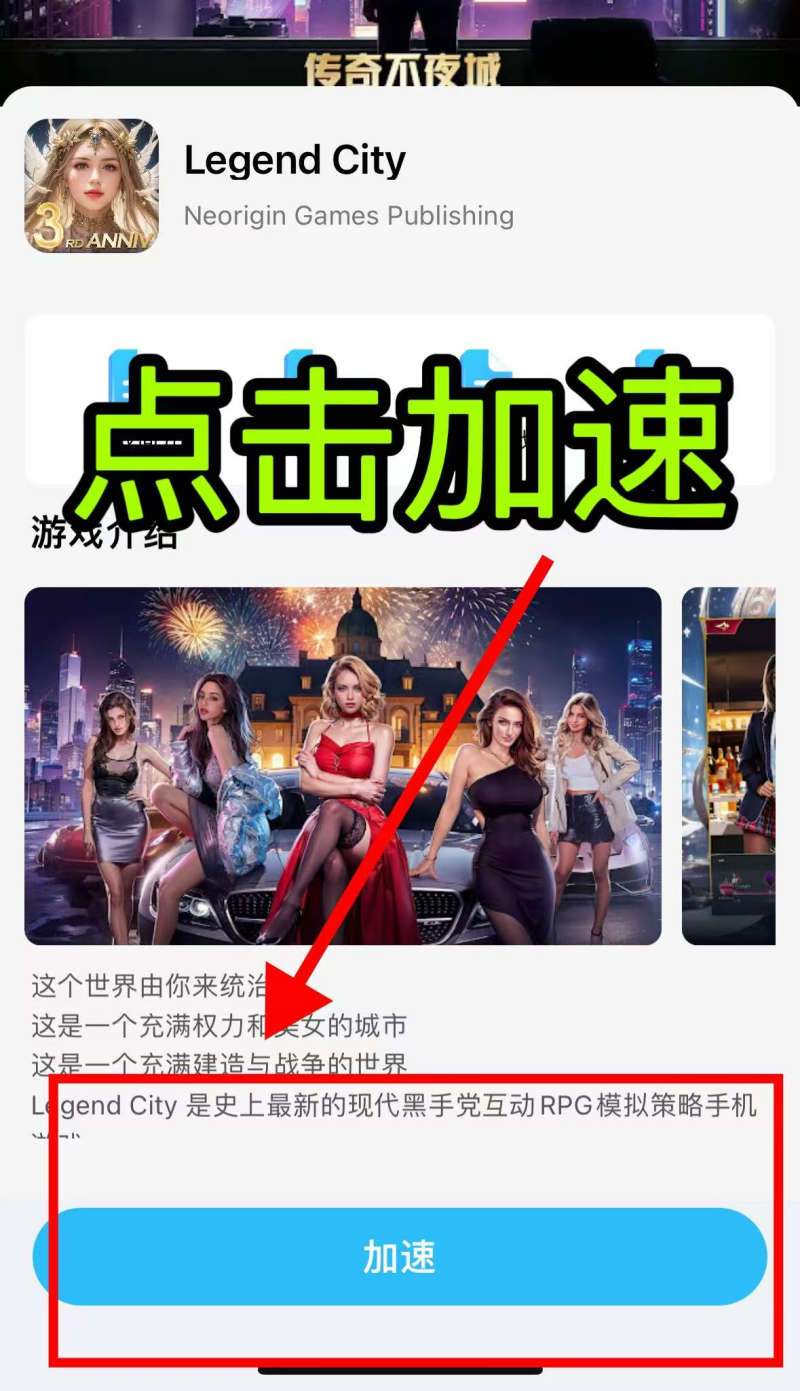 传奇不夜城
Legend City
Neorigin Games Publishing
3RD ANNIV
点击加速
游戏介绍
这个世界由你来统治
这是一个充满权力和美女的城市
这是一个充满建造与战争的世界
Legend City 是史上最新的现代黑手党互动RPG模拟策略手机
游戏
加速